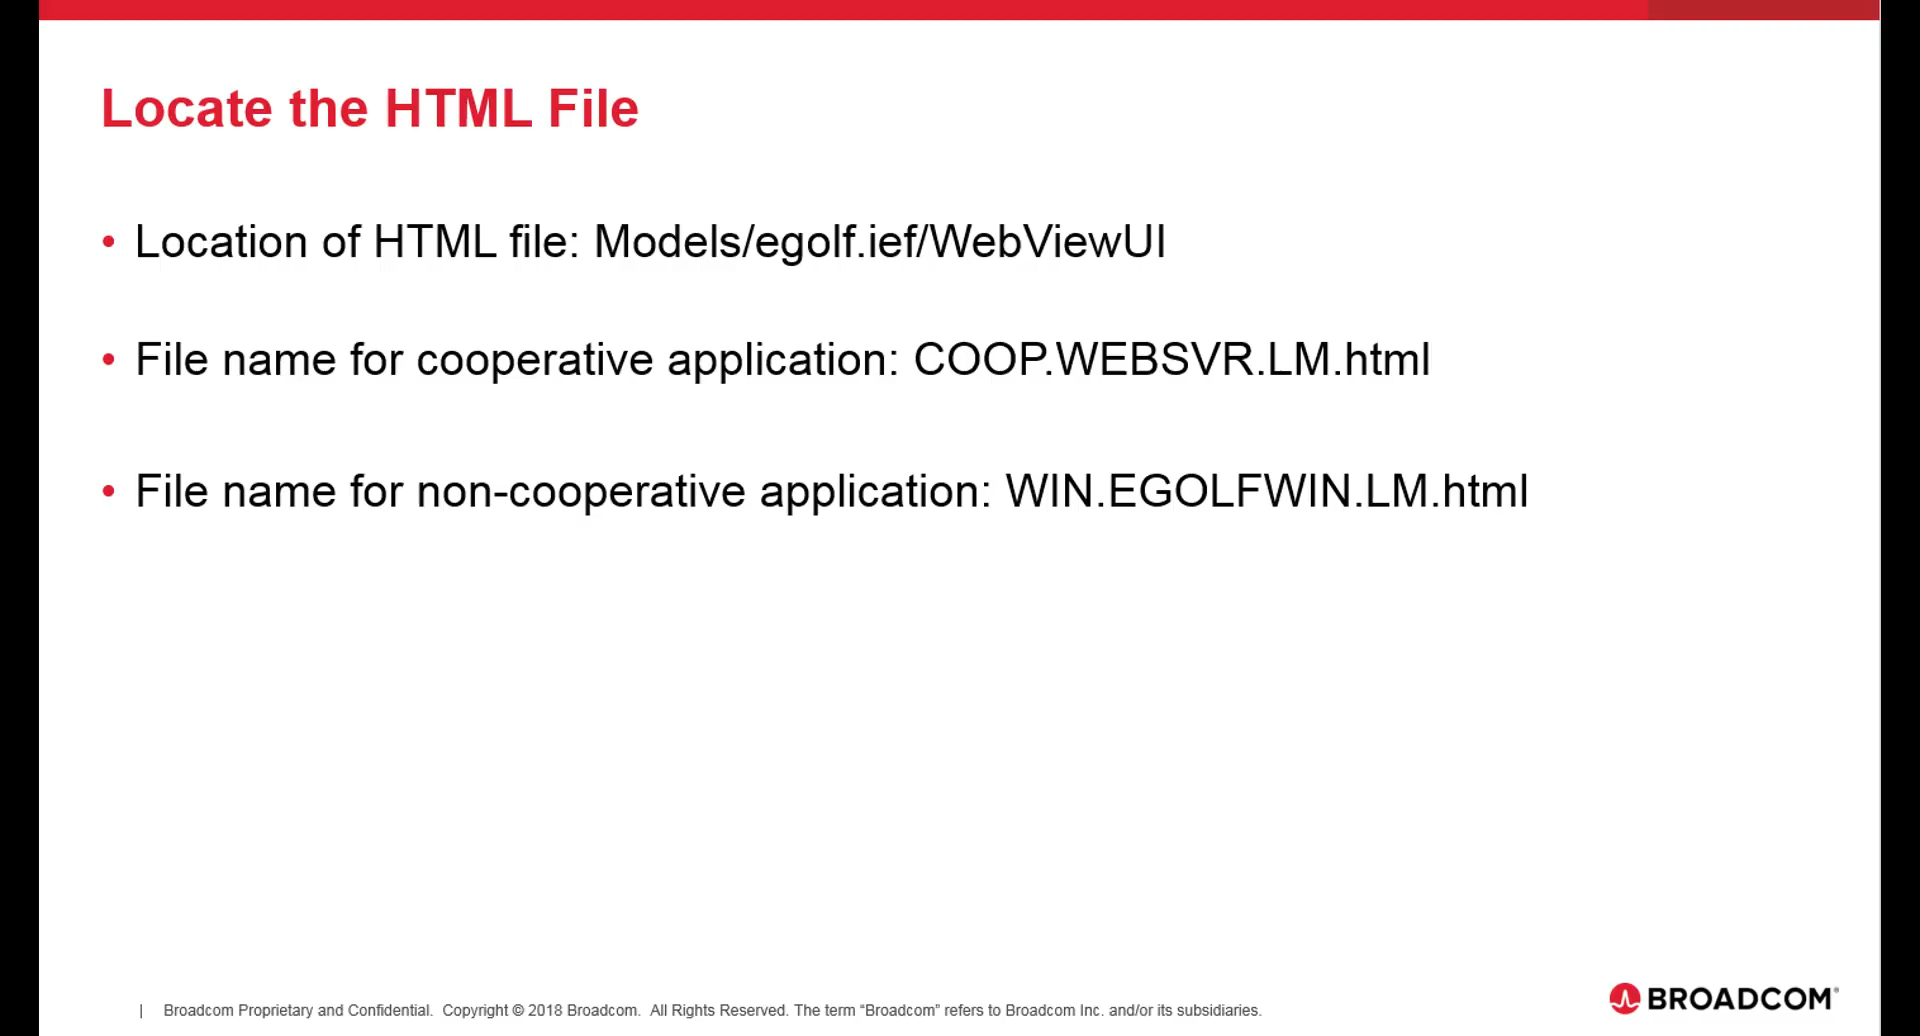 Locate the HTML File
• Location of HTML file: Models/egolf.ief/WebViewUI
• File name for cooperative application: COOP.WEBSVR.LM.html
• File name for non-cooperative application: WIN.EGOLFWIN.LM.html
| Broadcom Proprietary and Confidential. Copyright © 2018 Broadcom. All Rights Reserved. The term “Broadcom” refers to Broadcom Inc. and/or its subsidiaries.
BROADCOM®